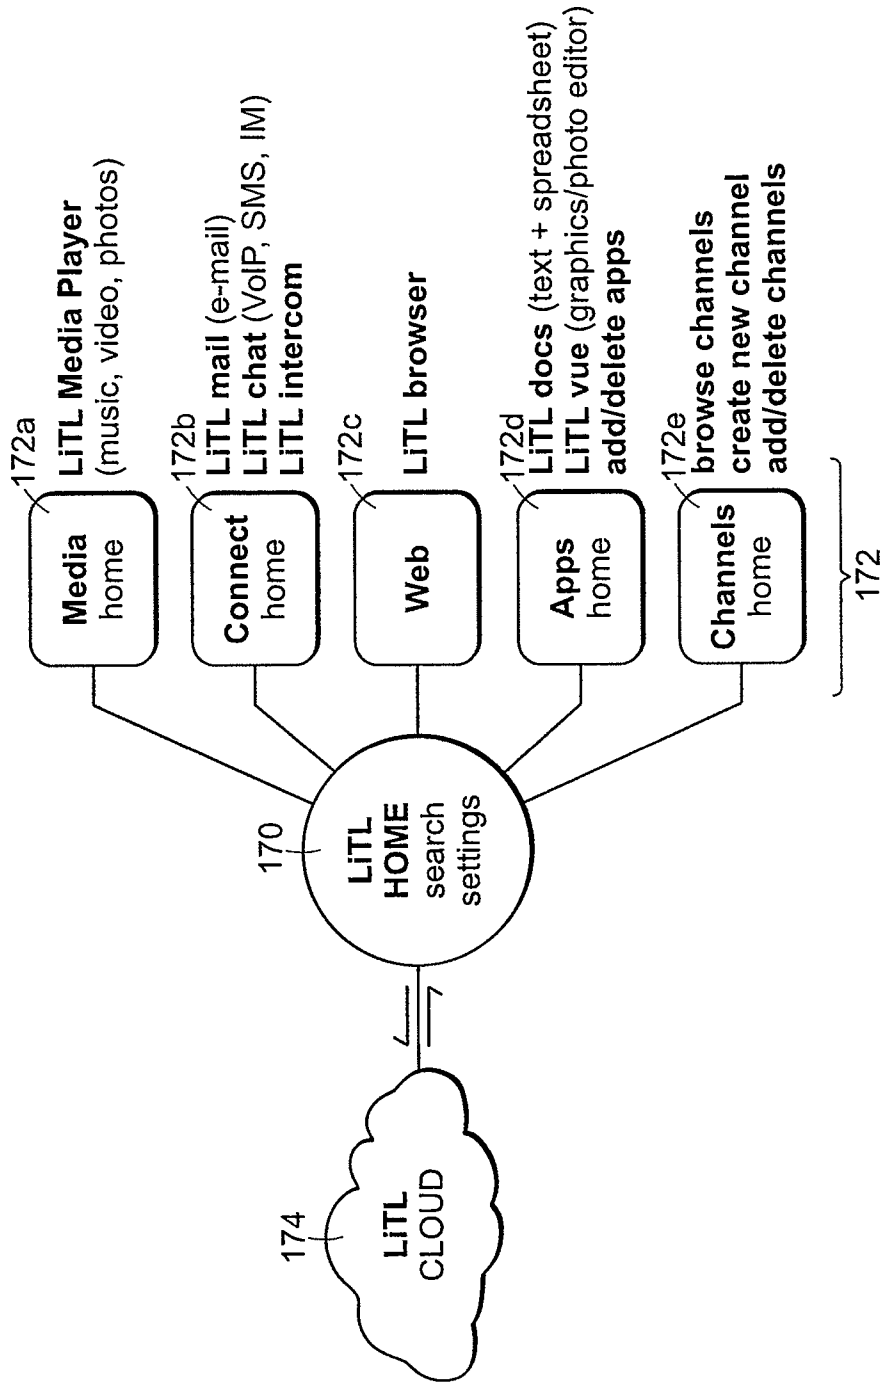 174
LiTL
CLOUD
170
LiTL
HOME
search
settings
172a
Media
home
LiTL Media Player
(music, video, photos)
172b
Connect
home
LiTL mail (e-mail)
LiTL chat (VoIP, SMS, IM)
LiTL intercom
172c
Web
LiTL browser
172d
Apps
home
LiTL docs (text + spreadsheet)
LiTL vue (graphics/photo editor)
add/delete apps
172e
Channels
home
browse channels
create new channel
add/delete channels
172